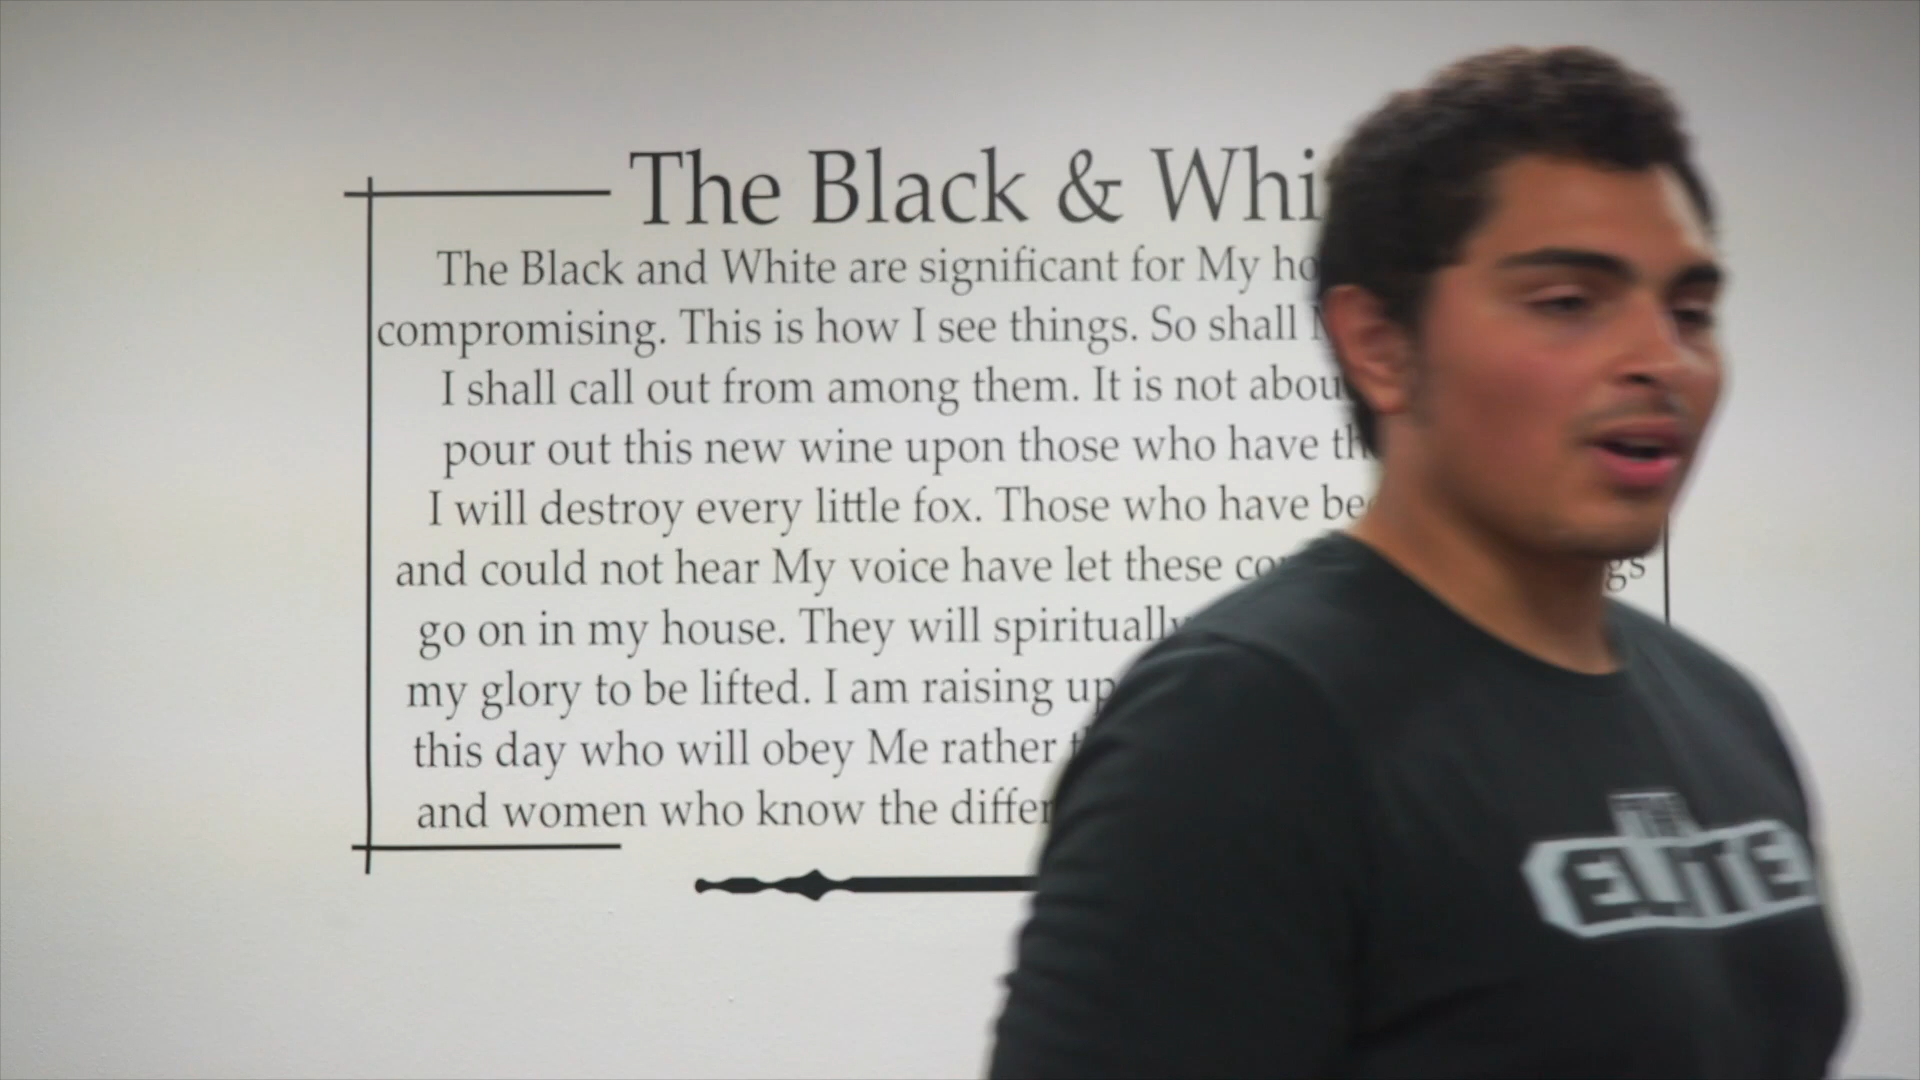 The Black & Whi
The Black and White are significant for My ho
compromising. This is how I see things. So shall
I shall call out from among them. It is not abou
pour out this new wine upon those who have th
I will destroy every little fox. Those who have be
and could not hear My voice have let these co gs
go on in my house. They will spiritually
my glory to be lifted. I am raising up
this day who will obey Me rather t
and women who know the differ
ELITE